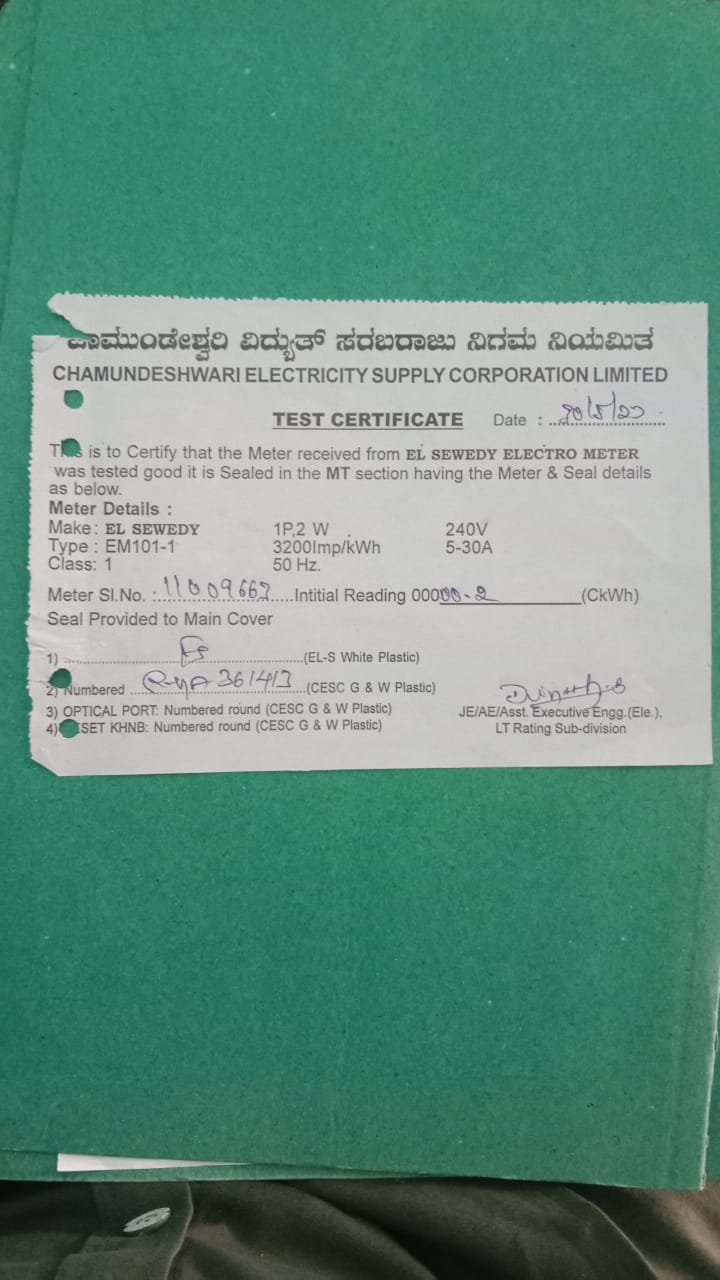 ಚಾಮುಂಡೇಶ್ವರಿ ವಿದ್ಯುತ್ ಸರಬರಾಜು ನಿಗಮ ನಿಯಮಿತ
CHAMUNDESHWARI ELECTRICITY SUPPLY CORPORATION LIMITED
TEST CERTIFICATE Date :
This is to Certify that the Meter received from EL SEWEDY ELECTRO METER
was tested good it is Sealed in the MT section having the Meter & Seal details
as below.
Meter Details :
Make : EL SEWEDY 1P,2 W . 240V
Type : EM101-1 3200Imp/kWh 5-30A
Class: 1 50 Hz.
Meter Sl.No. : 11009662 Intitial Reading 00000-2 (CkWh)
Seal Provided to Main Cover
1) (EL-S White Plastic)
2) Numbered 361413 (CESC G & W Plastic)
3) OPTICAL PORT: Numbered round (CESC G & W Plastic)
4) SET KHNB: Numbered round (CESC G & W Plastic)
JE/AE/Asst. Executive Engg.(Ele.),
LT Rating Sub-division